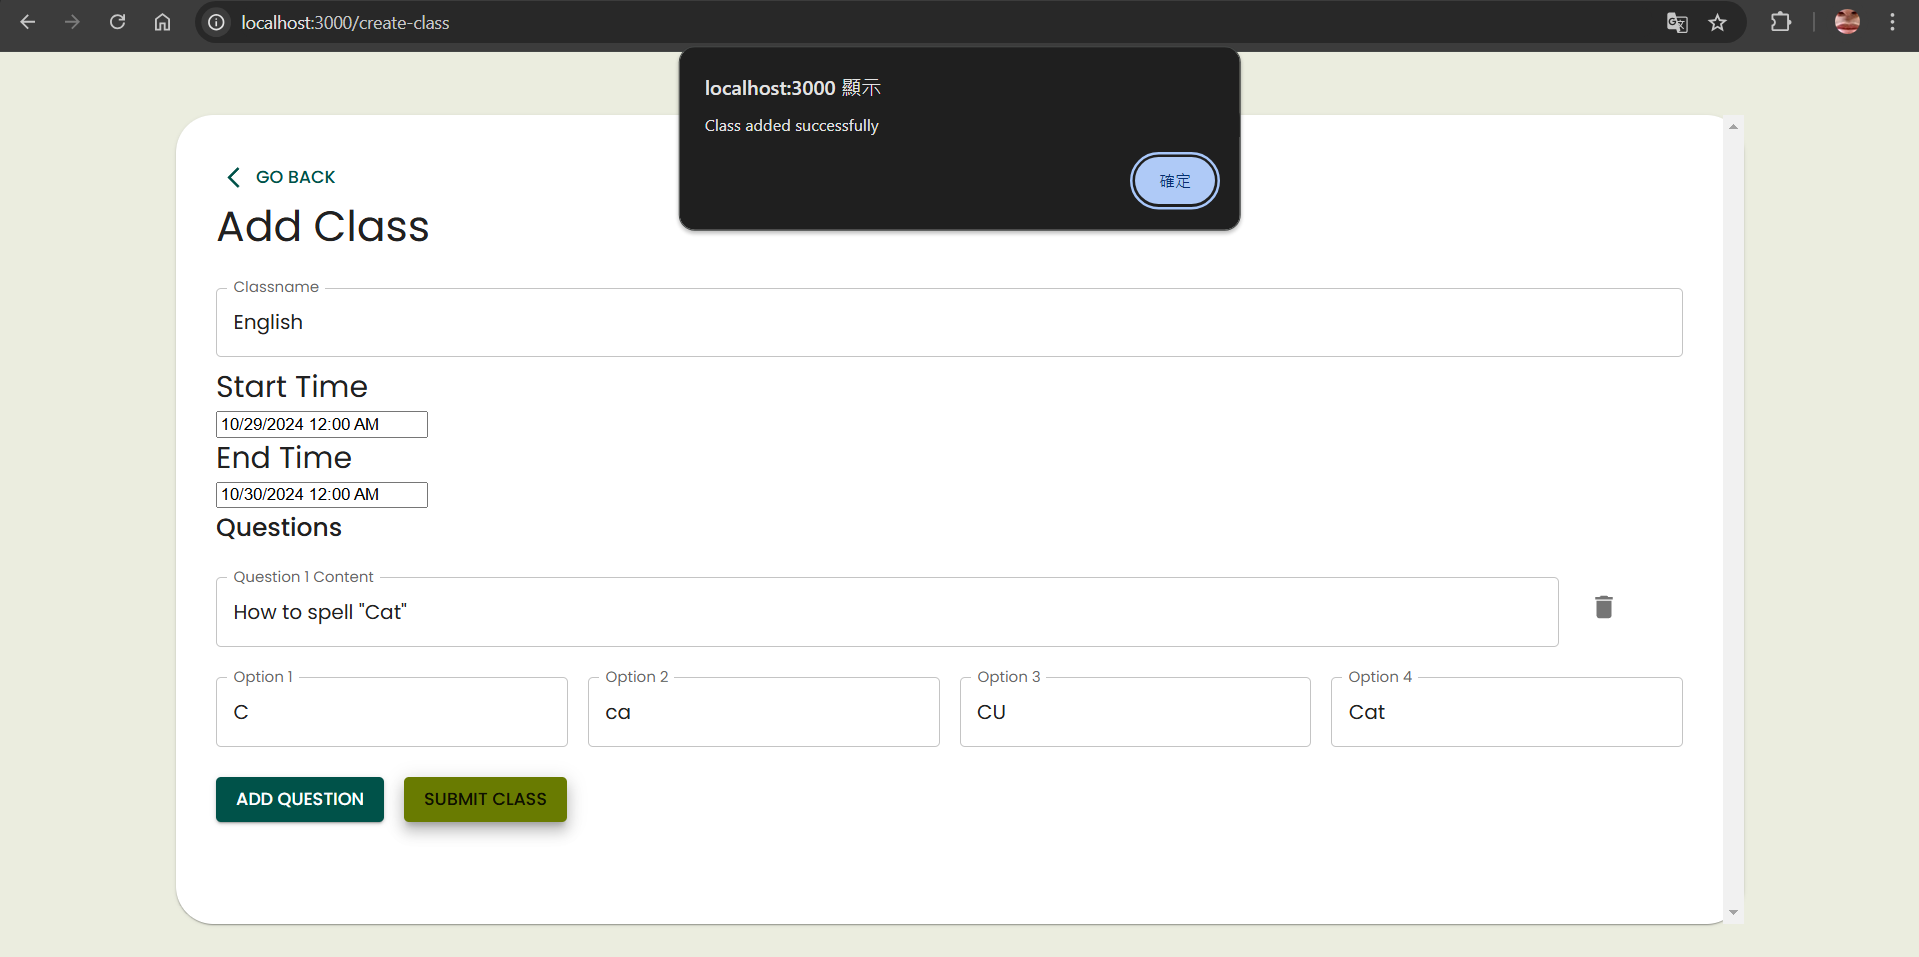 localhost:3000/create-class
localhost:3000 顯示
Class added successfully
確定
GO BACK
Add Class
Classname
English
Start Time
10/29/2024 12:00 AM
End Time
10/30/2024 12:00 AM
Questions
Question 1 Content
How to spell "Cat"
Option 1
C
Option 2
ca
Option 3
CU
Option 4
Cat
ADD QUESTION
SUBMIT CLASS